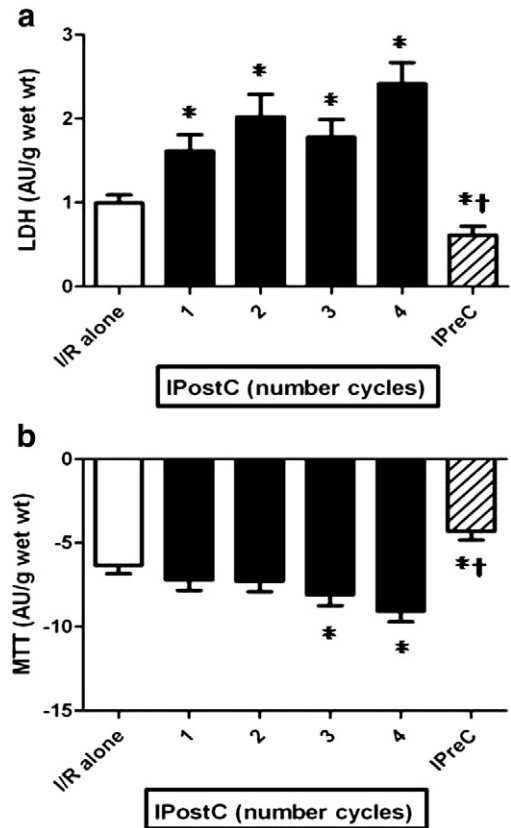 a
LDH (AU/g wet wt)
3
2
1
0
*
*
*
*
*†
I/R alone
1
2
3
4
IPreC
IPostC (number cycles)
b
MTT (AU/g wet wt)
0
-5
-10
-15
*
*
*†
I/R alone
1
2
3
4
IPreC
IPostC (number cycles)